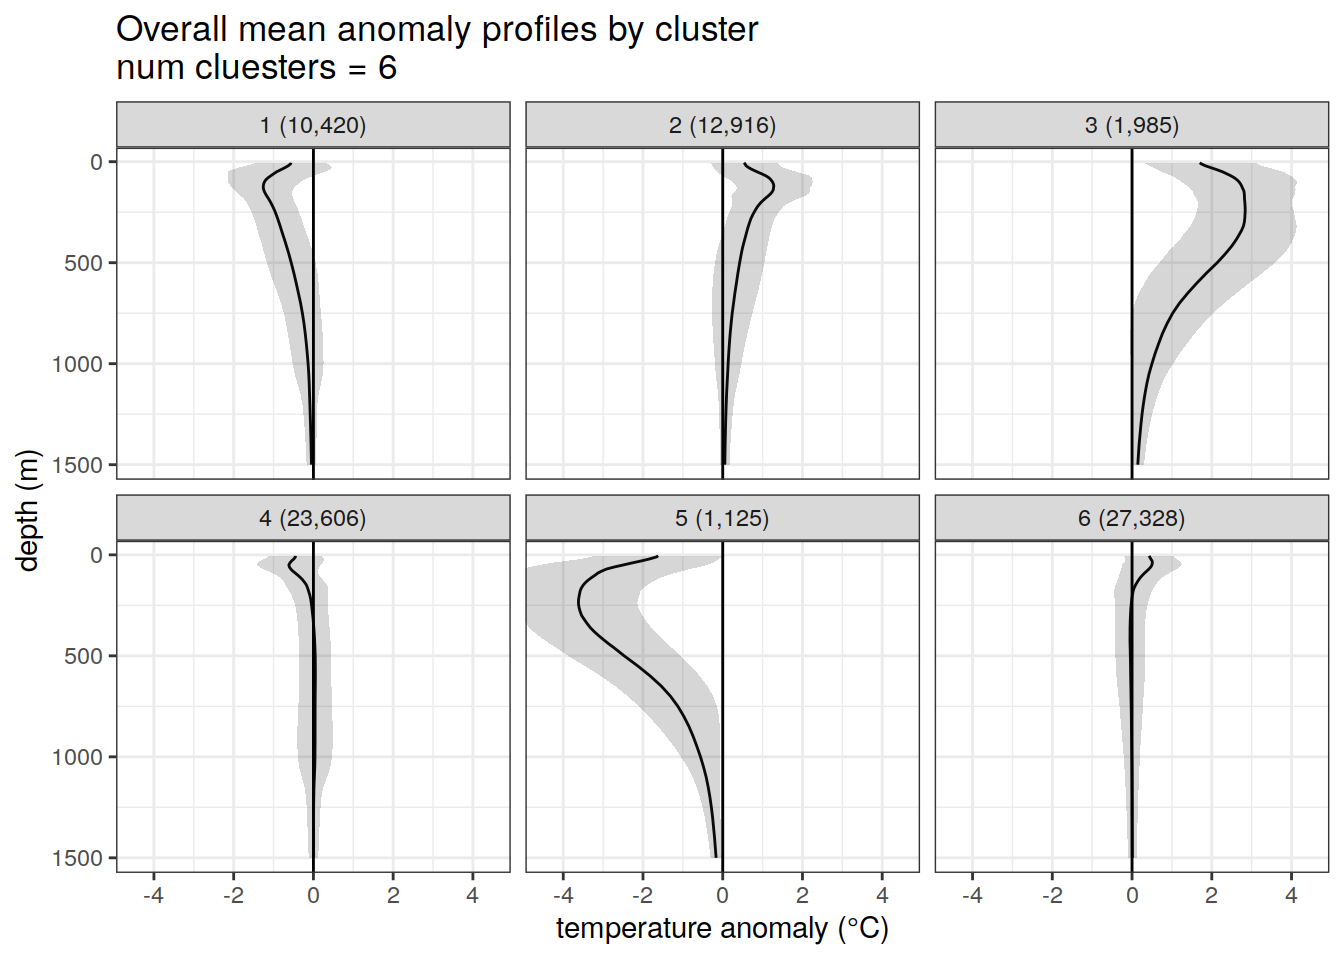 Overall mean anomaly profiles by cluster
num cluesters = 6
1 (10,420)
2 (12,916)
3 (1,985)
0
500
1000
1500
4 (23,606)
5 (1,125)
6 (27,328)
0
500
1000
1500
depth (m)
-4 -2 0 2 4
-4 -2 0 2 4
-4 -2 0 2 4
temperature anomaly (°C)